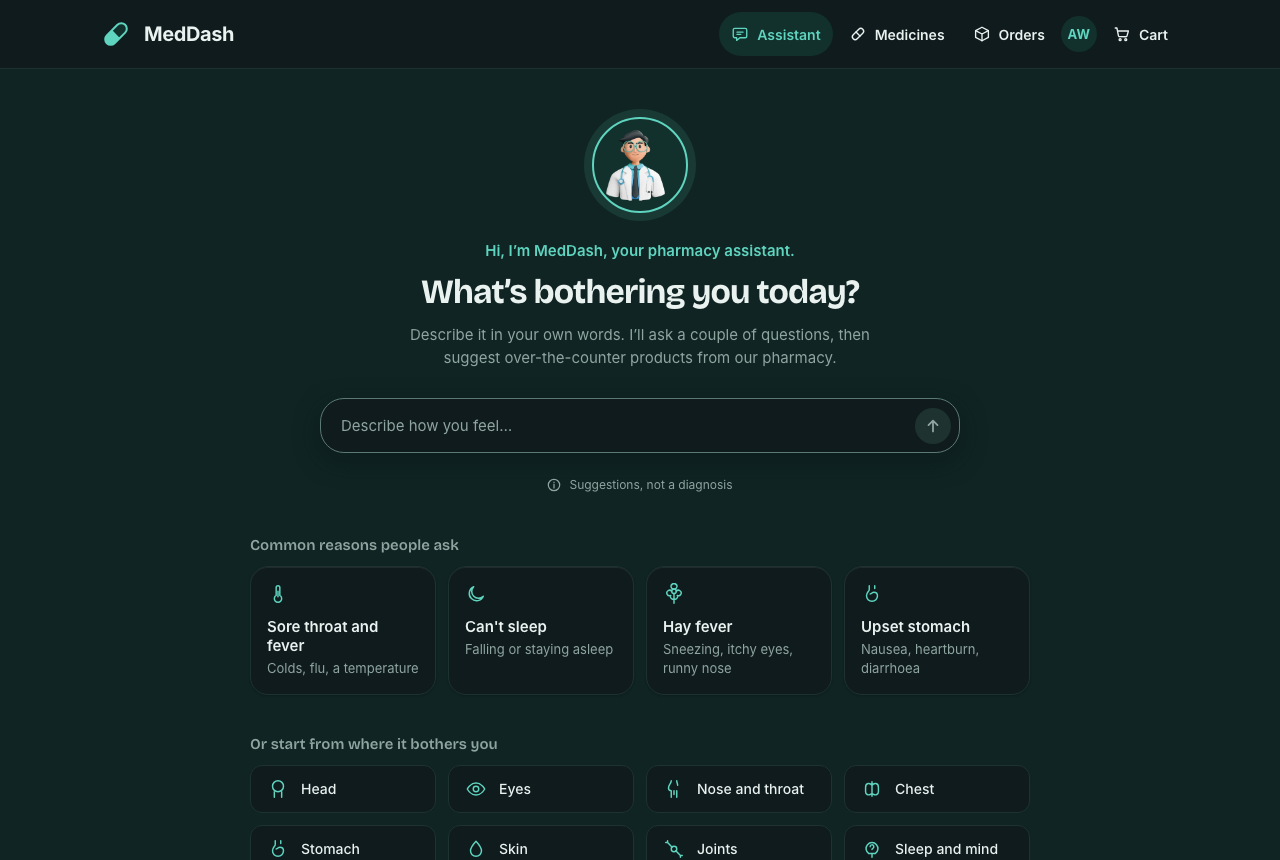 MedDash
Assistant
Medicines
Orders
AW
Cart
Hi, I’m MedDash, your pharmacy assistant.
What’s bothering you today?
Describe it in your own words. I’ll ask a couple of questions, then
suggest over-the-counter products from our pharmacy.
Describe how you feel...
Suggestions, not a diagnosis
Common reasons people ask
Sore throat and
fever
Colds, flu, a temperature
Can't sleep
Falling or staying asleep
Hay fever
Sneezing, itchy eyes,
runny nose
Upset stomach
Nausea, heartburn,
diarrhoea
Or start from where it bothers you
Head
Eyes
Nose and throat
Chest
Stomach
Skin
Joints
Sleep and mind